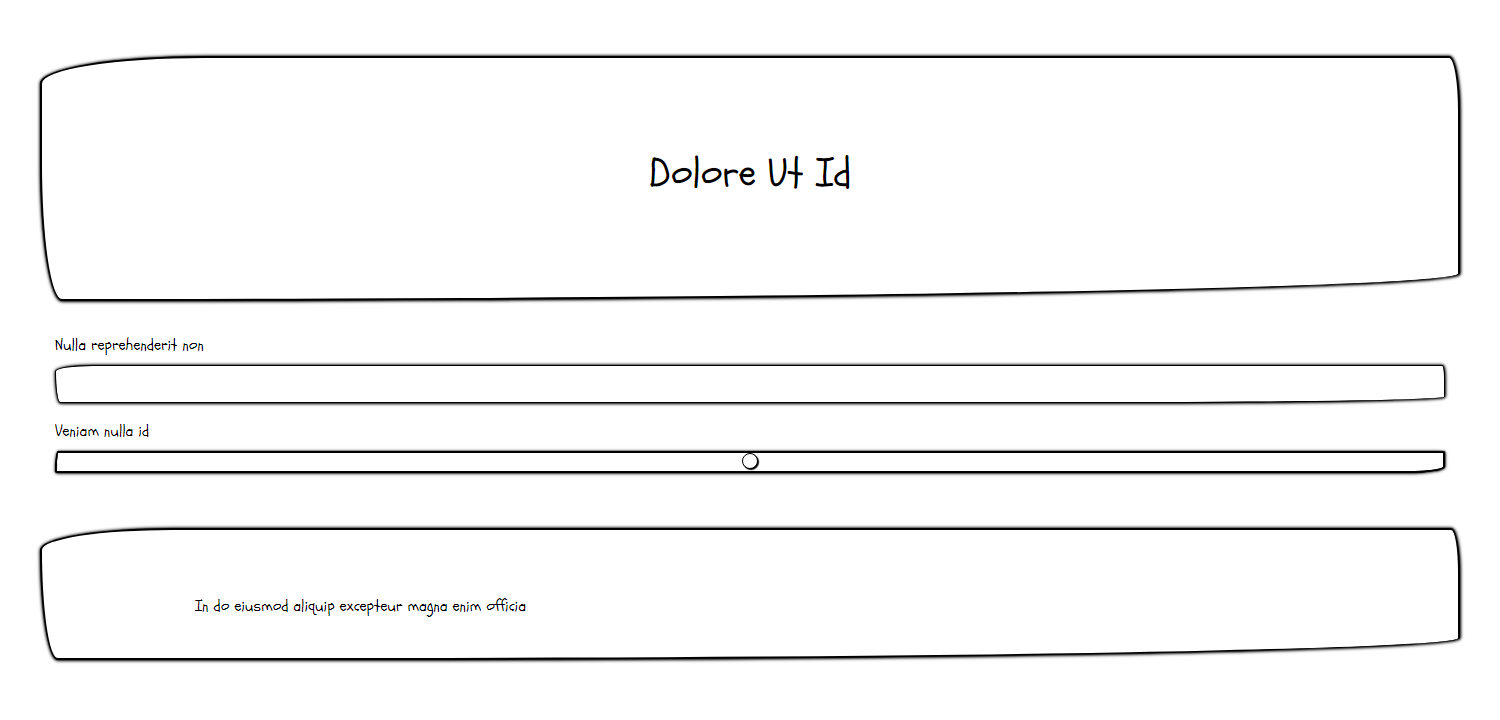 Dolore Ut Id
Nulla reprehenderit non
Veniam nulla id
In do eiusmod aliquip excepteur magna enim officia